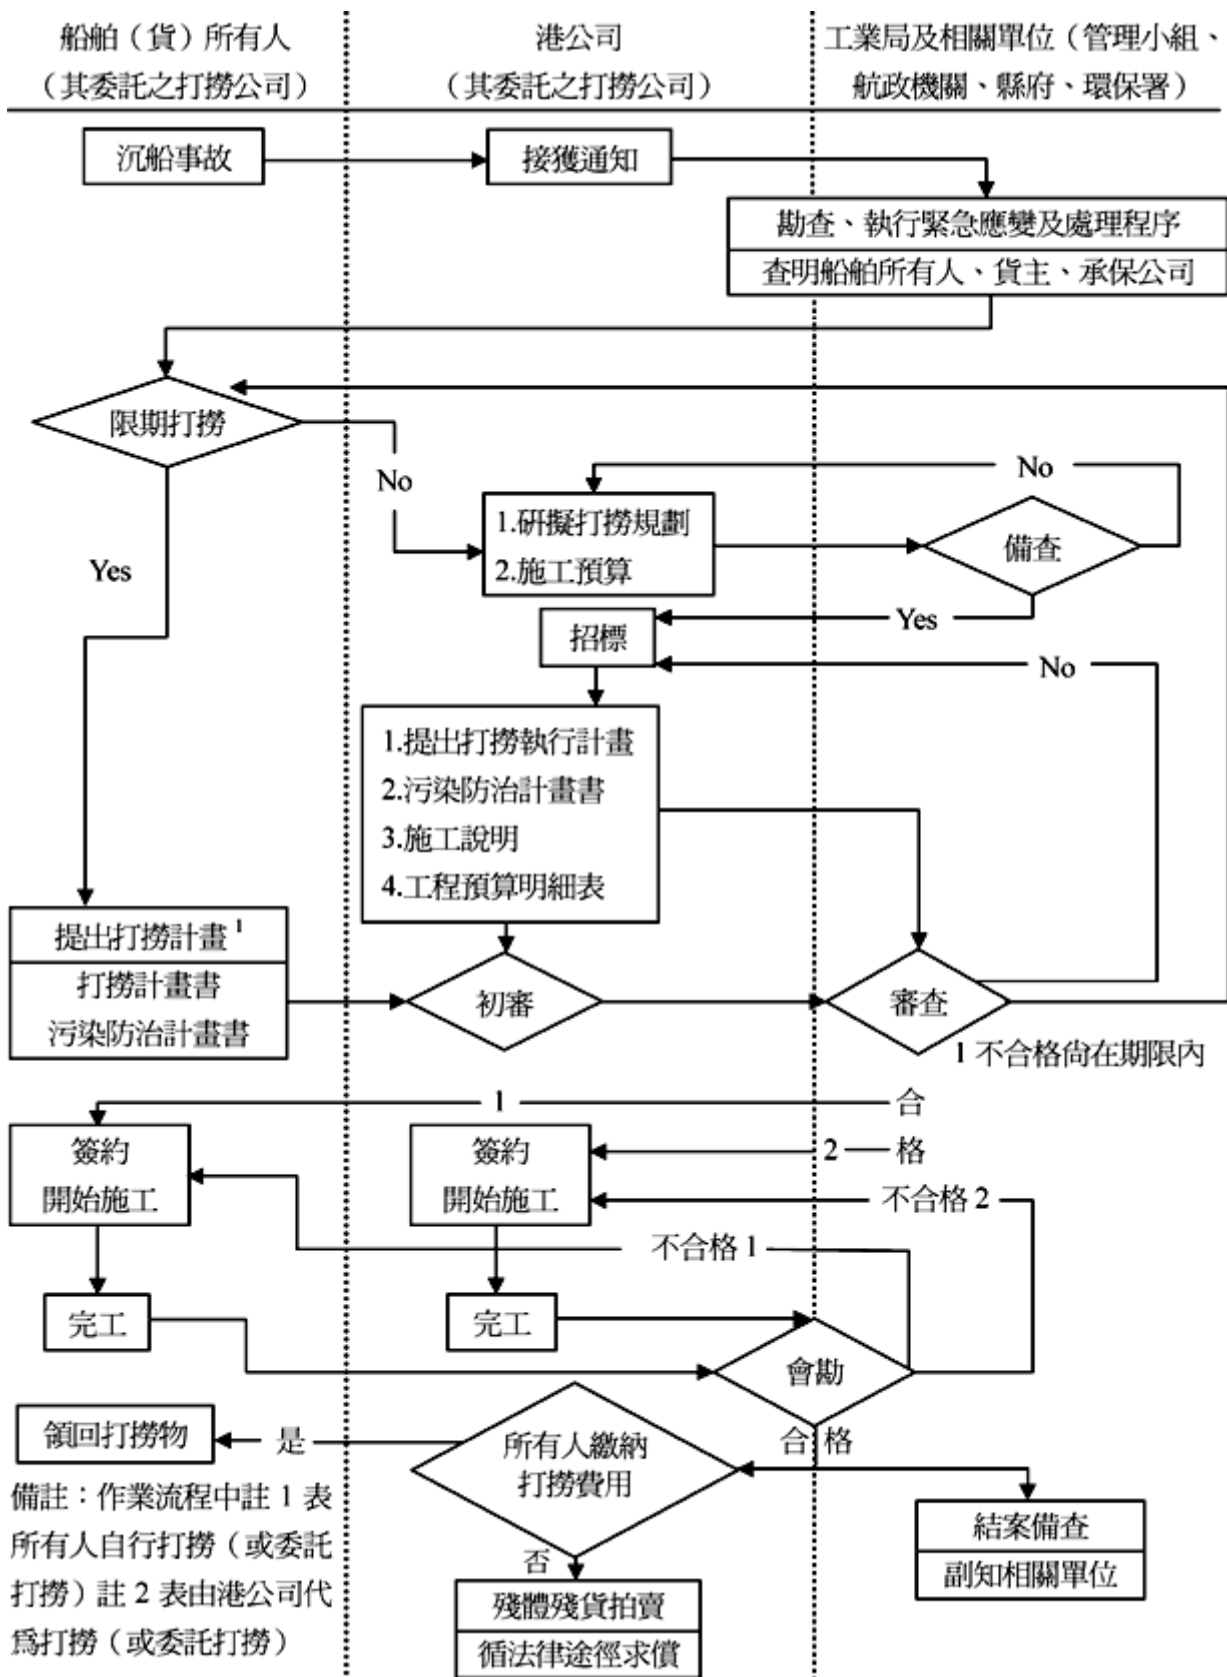 船舶（貨）所有人
（其委託之打撈公司）
港公司
（其委託之打撈公司）
工業局及相關單位（管理小組、
航政機關、縣府、環保署）
沉船事故
接獲通知
勘查、執行緊急應變及處理程序
查明船舶所有人、貨主、承保公司
限期打撈
No
No
1.研擬打撈規劃
2.施工預算
備查
Yes
Yes
招標
No
1.提出打撈執行計畫
2.污染防治計畫書
3.施工說明
4.工程預算明細表
提出打撈計畫¹
打撈計畫書
污染防治計畫書
初審
審查
1 不合格尚在期限內
1
合
簽約
開始施工
簽約
開始施工
2
格
不合格 2
不合格 1
完工
完工
會勘
領回打撈物
是
所有人繳納
打撈費用
合格
備註：作業流程中註 1 表
所有人自行打撈（或委託
打撈）註 2 表由港公司代
爲打撈（或委託打撈）
否
結案備查
副知相關單位
殘體殘貨拍賣
循法律途徑求償